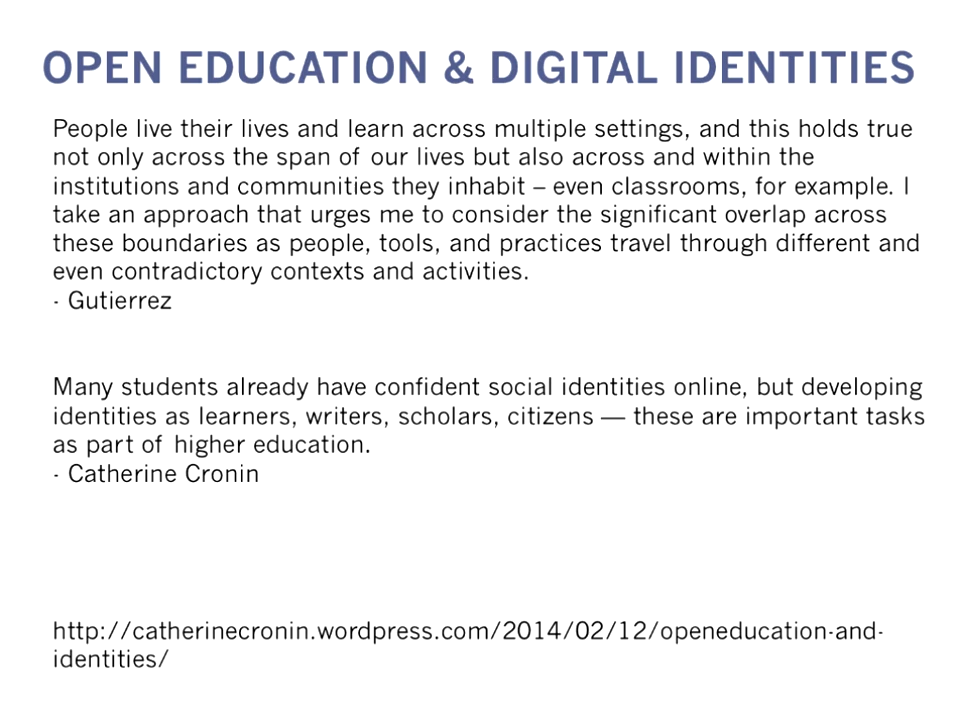 OPEN EDUCATION & DIGITAL IDENTITIES
People live their lives and learn across multiple settings, and this holds true
not only across the span of our lives but also across and within the
institutions and communities they inhabit – even classrooms, for example. I
take an approach that urges me to consider the significant overlap across
these boundaries as people, tools, and practices travel through different and
even contradictory contexts and activities.
- Gutierrez
Many students already have confident social identities online, but developing
identities as learners, writers, scholars, citizens — these are important tasks
as part of higher education.
- Catherine Cronin
http://catherinecronin.wordpress.com/2014/02/12/openeducation-and-
identities/